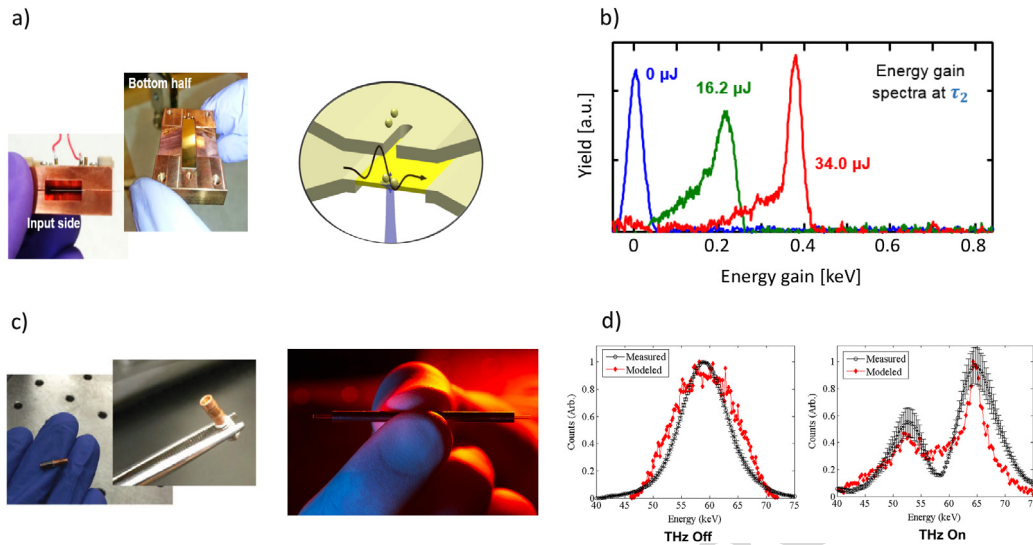 a)
Bottom half
Input side
b)
Yield [a.u.]
0 µJ
16.2 µJ
34.0 µJ
Energy gain
spectra at τ₂
0 0.2 0.4 0.6 0.8
Energy gain [keV]
c)
d)
Counts (Arb.)
1
0.8
0.6
0.4
0.2
0
Measured
Modeled
40 45 50 55 60 65 70 75
Energy (keV)
THz Off
Counts (Arb.)
1
0.8
0.6
0.4
0.2
0
Measured
Modeled
40 45 50 55 60 65 70 75
Energy (keV)
THz On